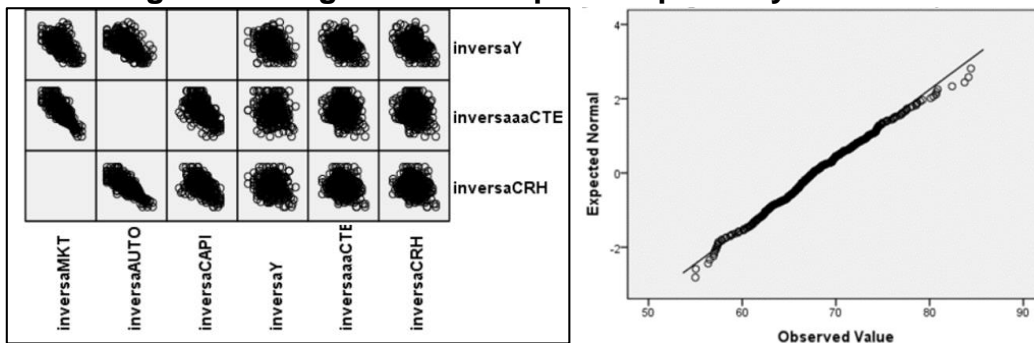 inversaY
inversaaaCTE
inversaCRH
inversaMKT
inversaAUTO
inversaCAPI
inversaY
inversaaaCTE
inversaCRH
Expected Normal
4
2
0
-2
50
60
70
80
90
Observed Value